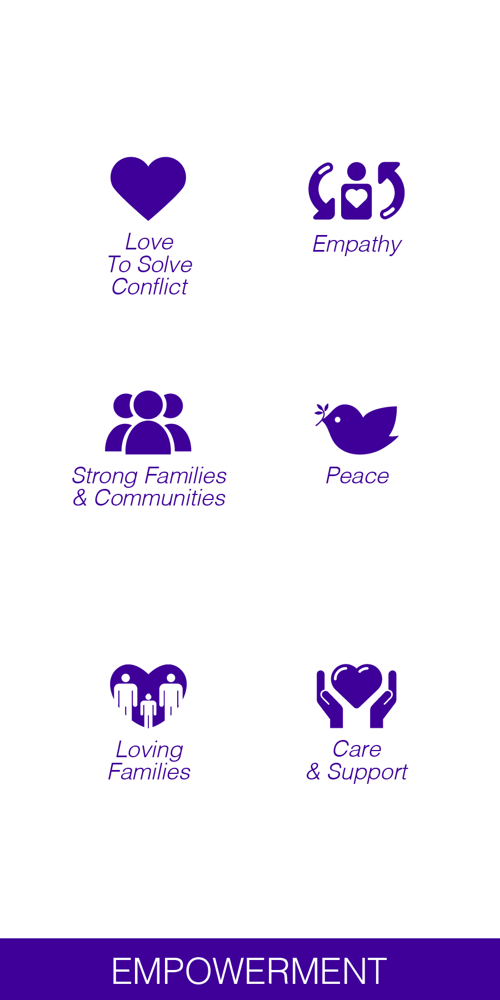 Love
To Solve
Conflict
Empathy
Strong Families
& Communities
Peace
Loving
Families
Care
& Support
EMPOWERMENT